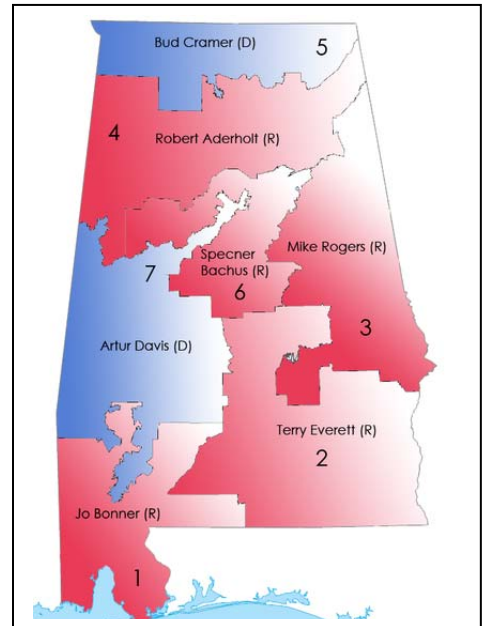 Bud Cramer (D)
5
4
Robert Aderholt (R)
Specner
Bachus (R)
6
Mike Rogers (R)
3
7
Artur Davis (D)
Terry Everett (R)
2
Jo Bonner (R)
1